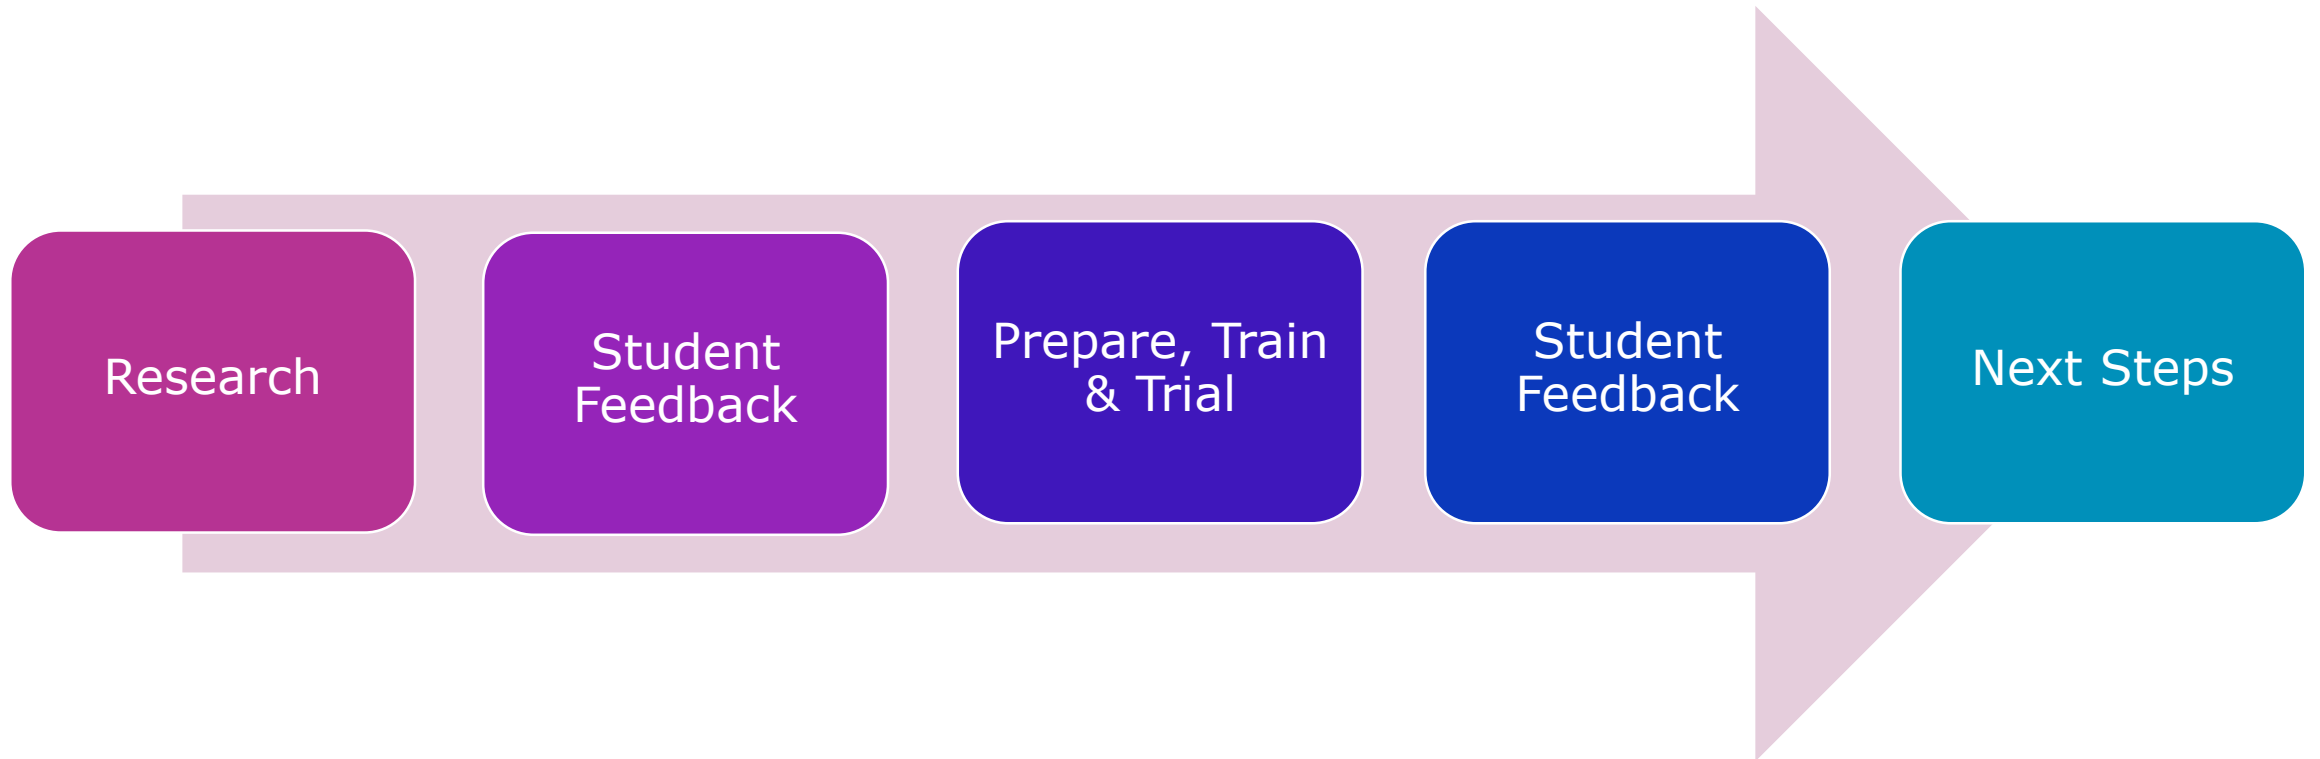 Research
Student
Feedback
Prepare, Train
& Trial
Student
Feedback
Next Steps